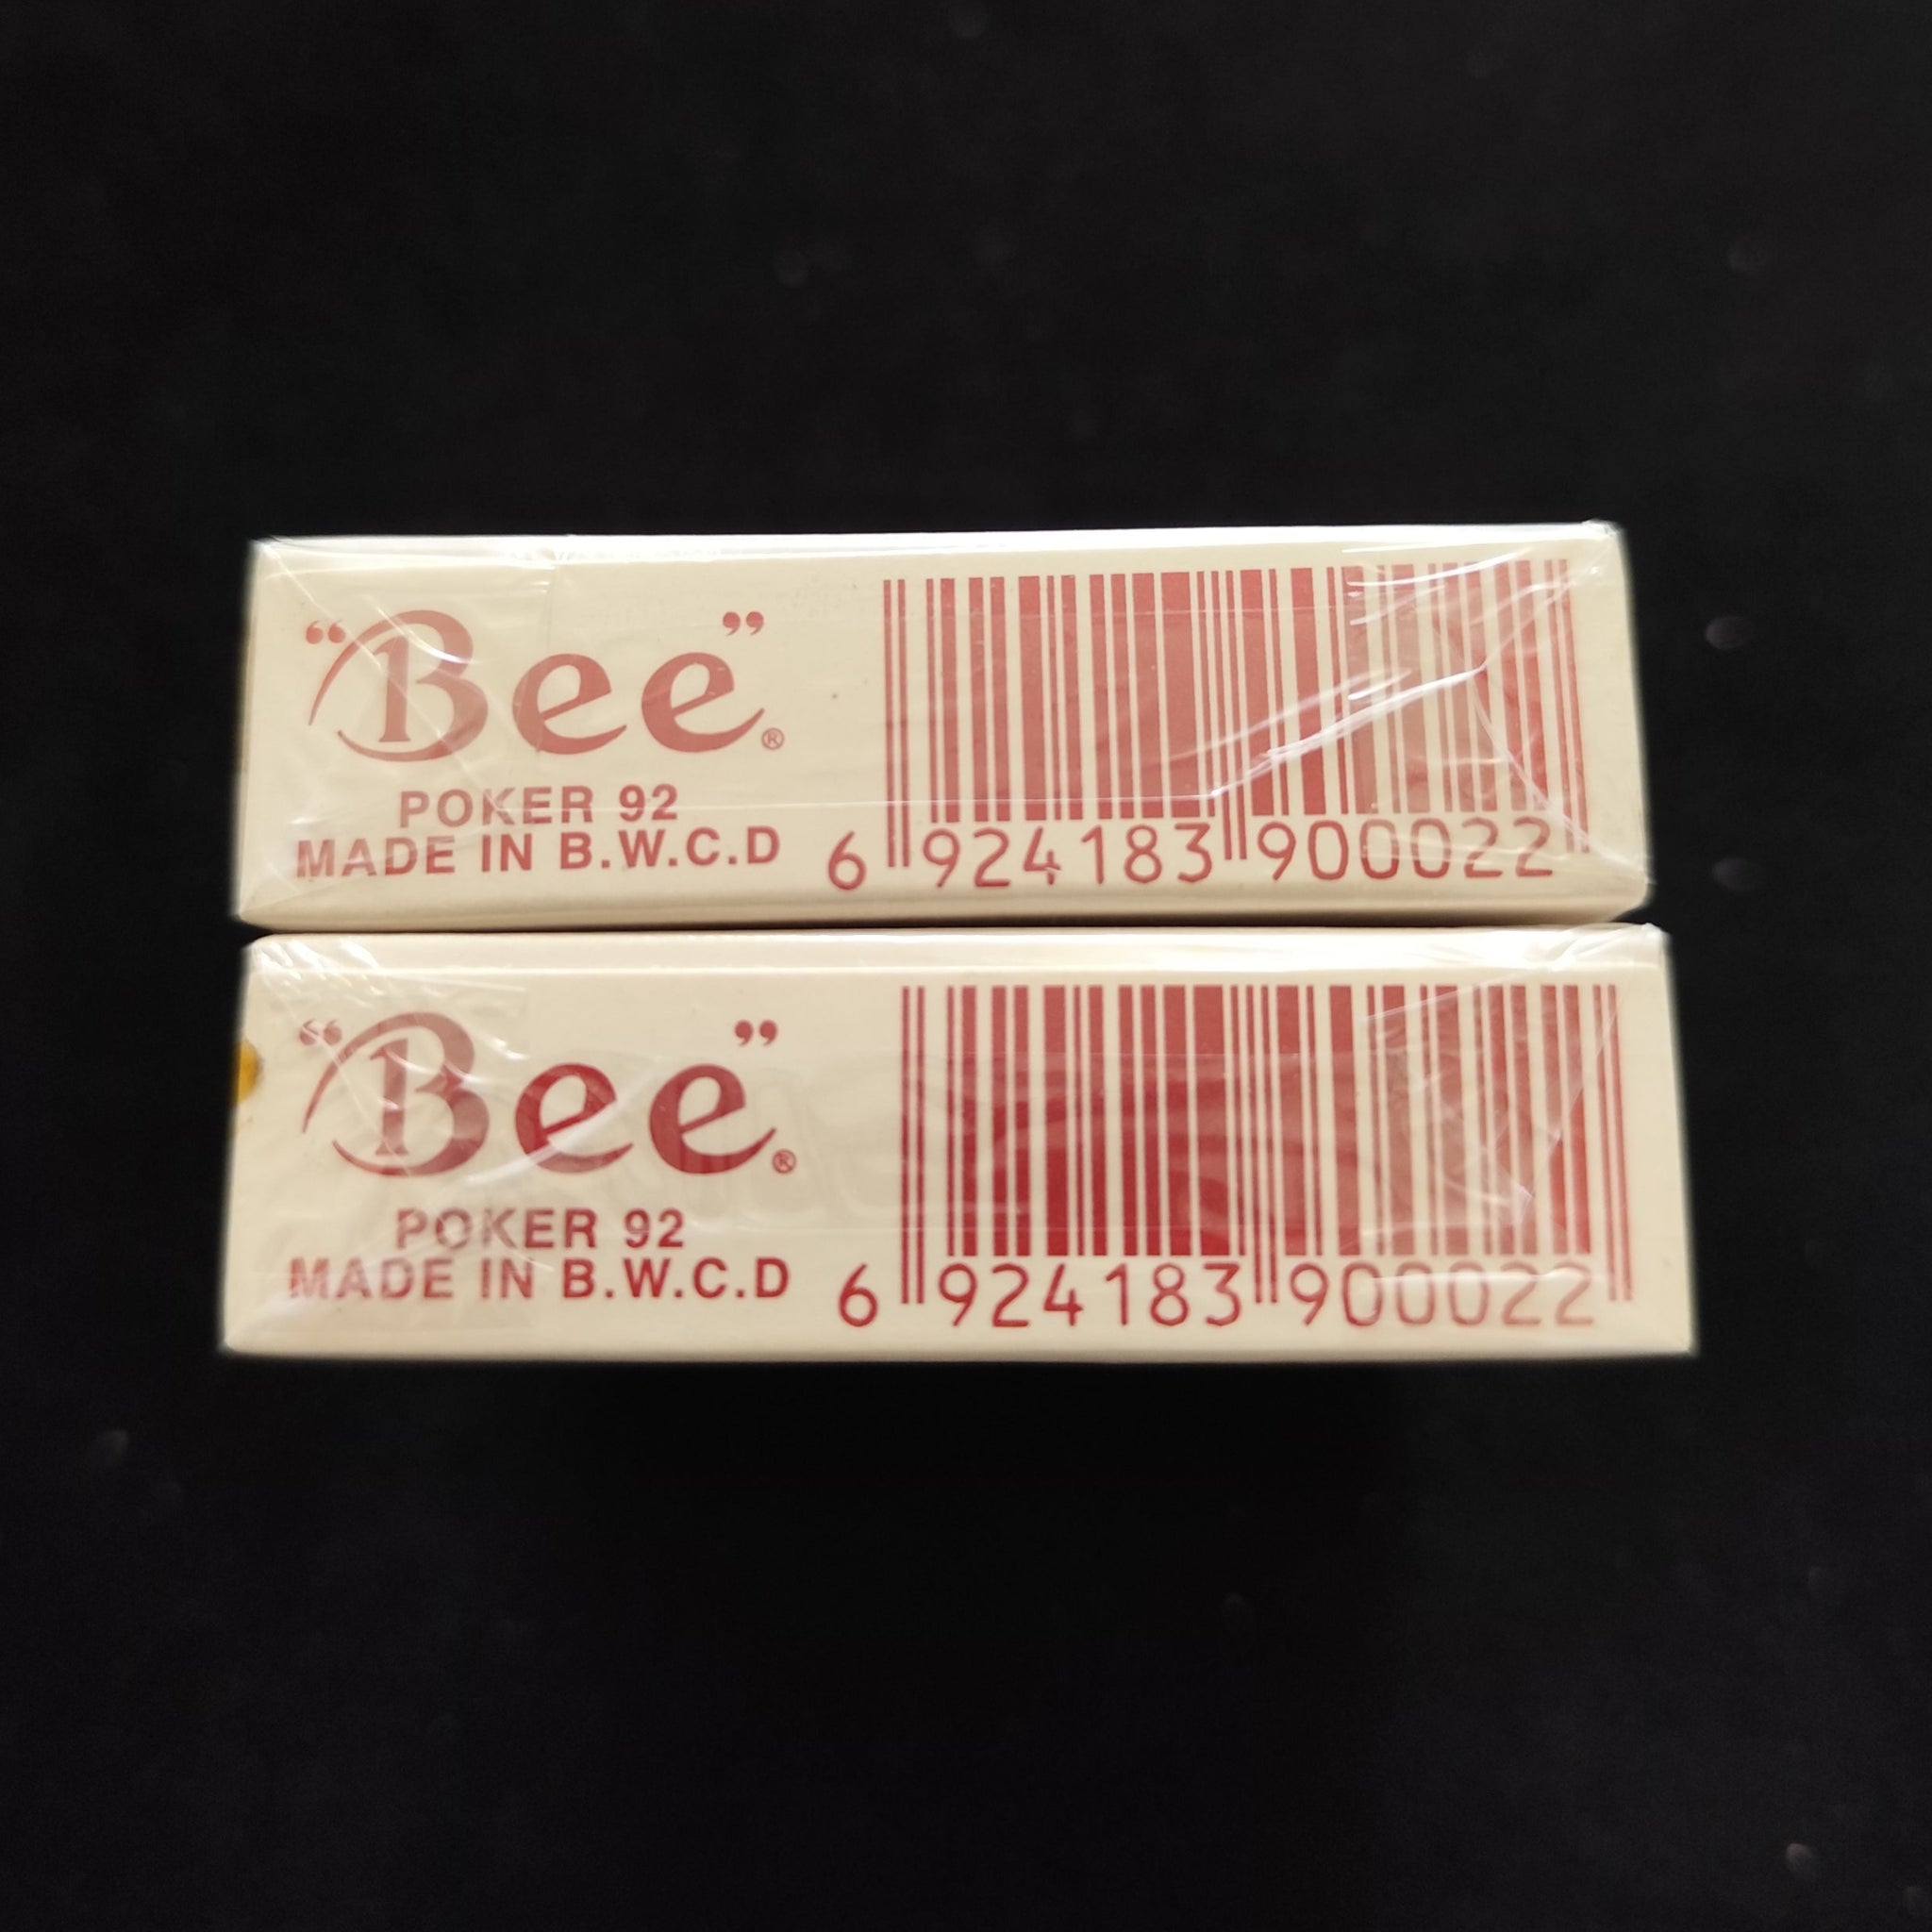 “Bee”®
POKER 92
MADE IN B.W.C.D
6 924183 900022
“Bee”®
POKER 92
MADE IN B.W.C.D
6 924183 900022